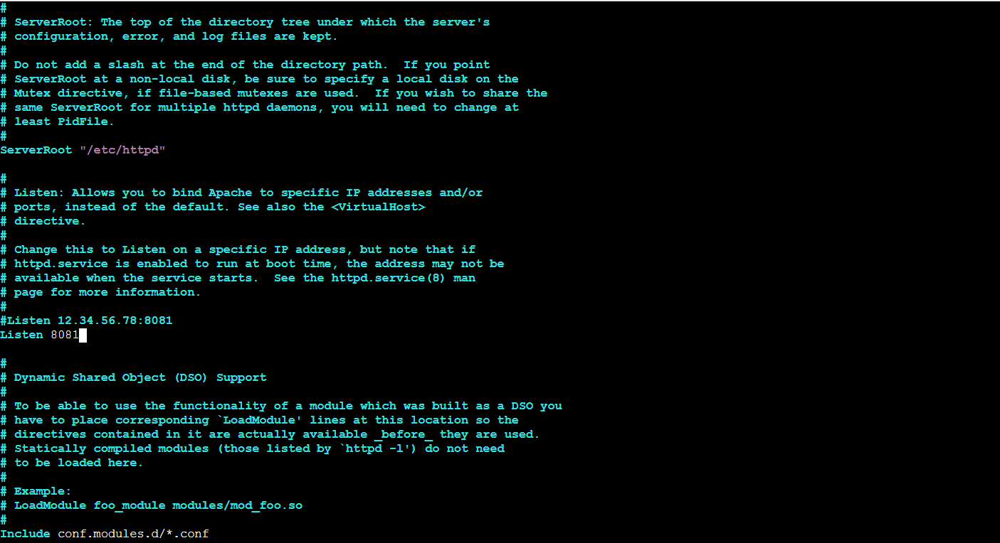 #
# ServerRoot: The top of the directory tree under which the server's
# configuration, error, and log files are kept.
#
# Do not add a slash at the end of the directory path.  If you point
# ServerRoot at a non-local disk, be sure to specify a local disk on the
# Mutex directive, if file-based mutexes are used.  If you wish to share the
# same ServerRoot for multiple httpd daemons, you will need to change at
# least PidFile.
#
ServerRoot "/etc/httpd"

#
# Listen: Allows you to bind Apache to specific IP addresses and/or
# ports, instead of the default. See also the <VirtualHost>
# directive.
#
# Change this to Listen on a specific IP address, but note that if
# httpd.service is enabled to run at boot time, the address may not be
# available when the service starts.  See the httpd.service(8) man
# page for more information.
#
#Listen 12.34.56.78:8081
Listen 8081

#
# Dynamic Shared Object (DSO) Support
#
# To be able to use the functionality of a module which was built as a DSO you
# have to place corresponding `LoadModule' lines at this location so the
# directives contained in it are actually available _before_ they are used.
# Statically compiled modules (those listed by `httpd -l') do not need
# to be loaded here.
#
# Example:
# LoadModule foo_module modules/mod_foo.so
#
Include conf.modules.d/*.conf